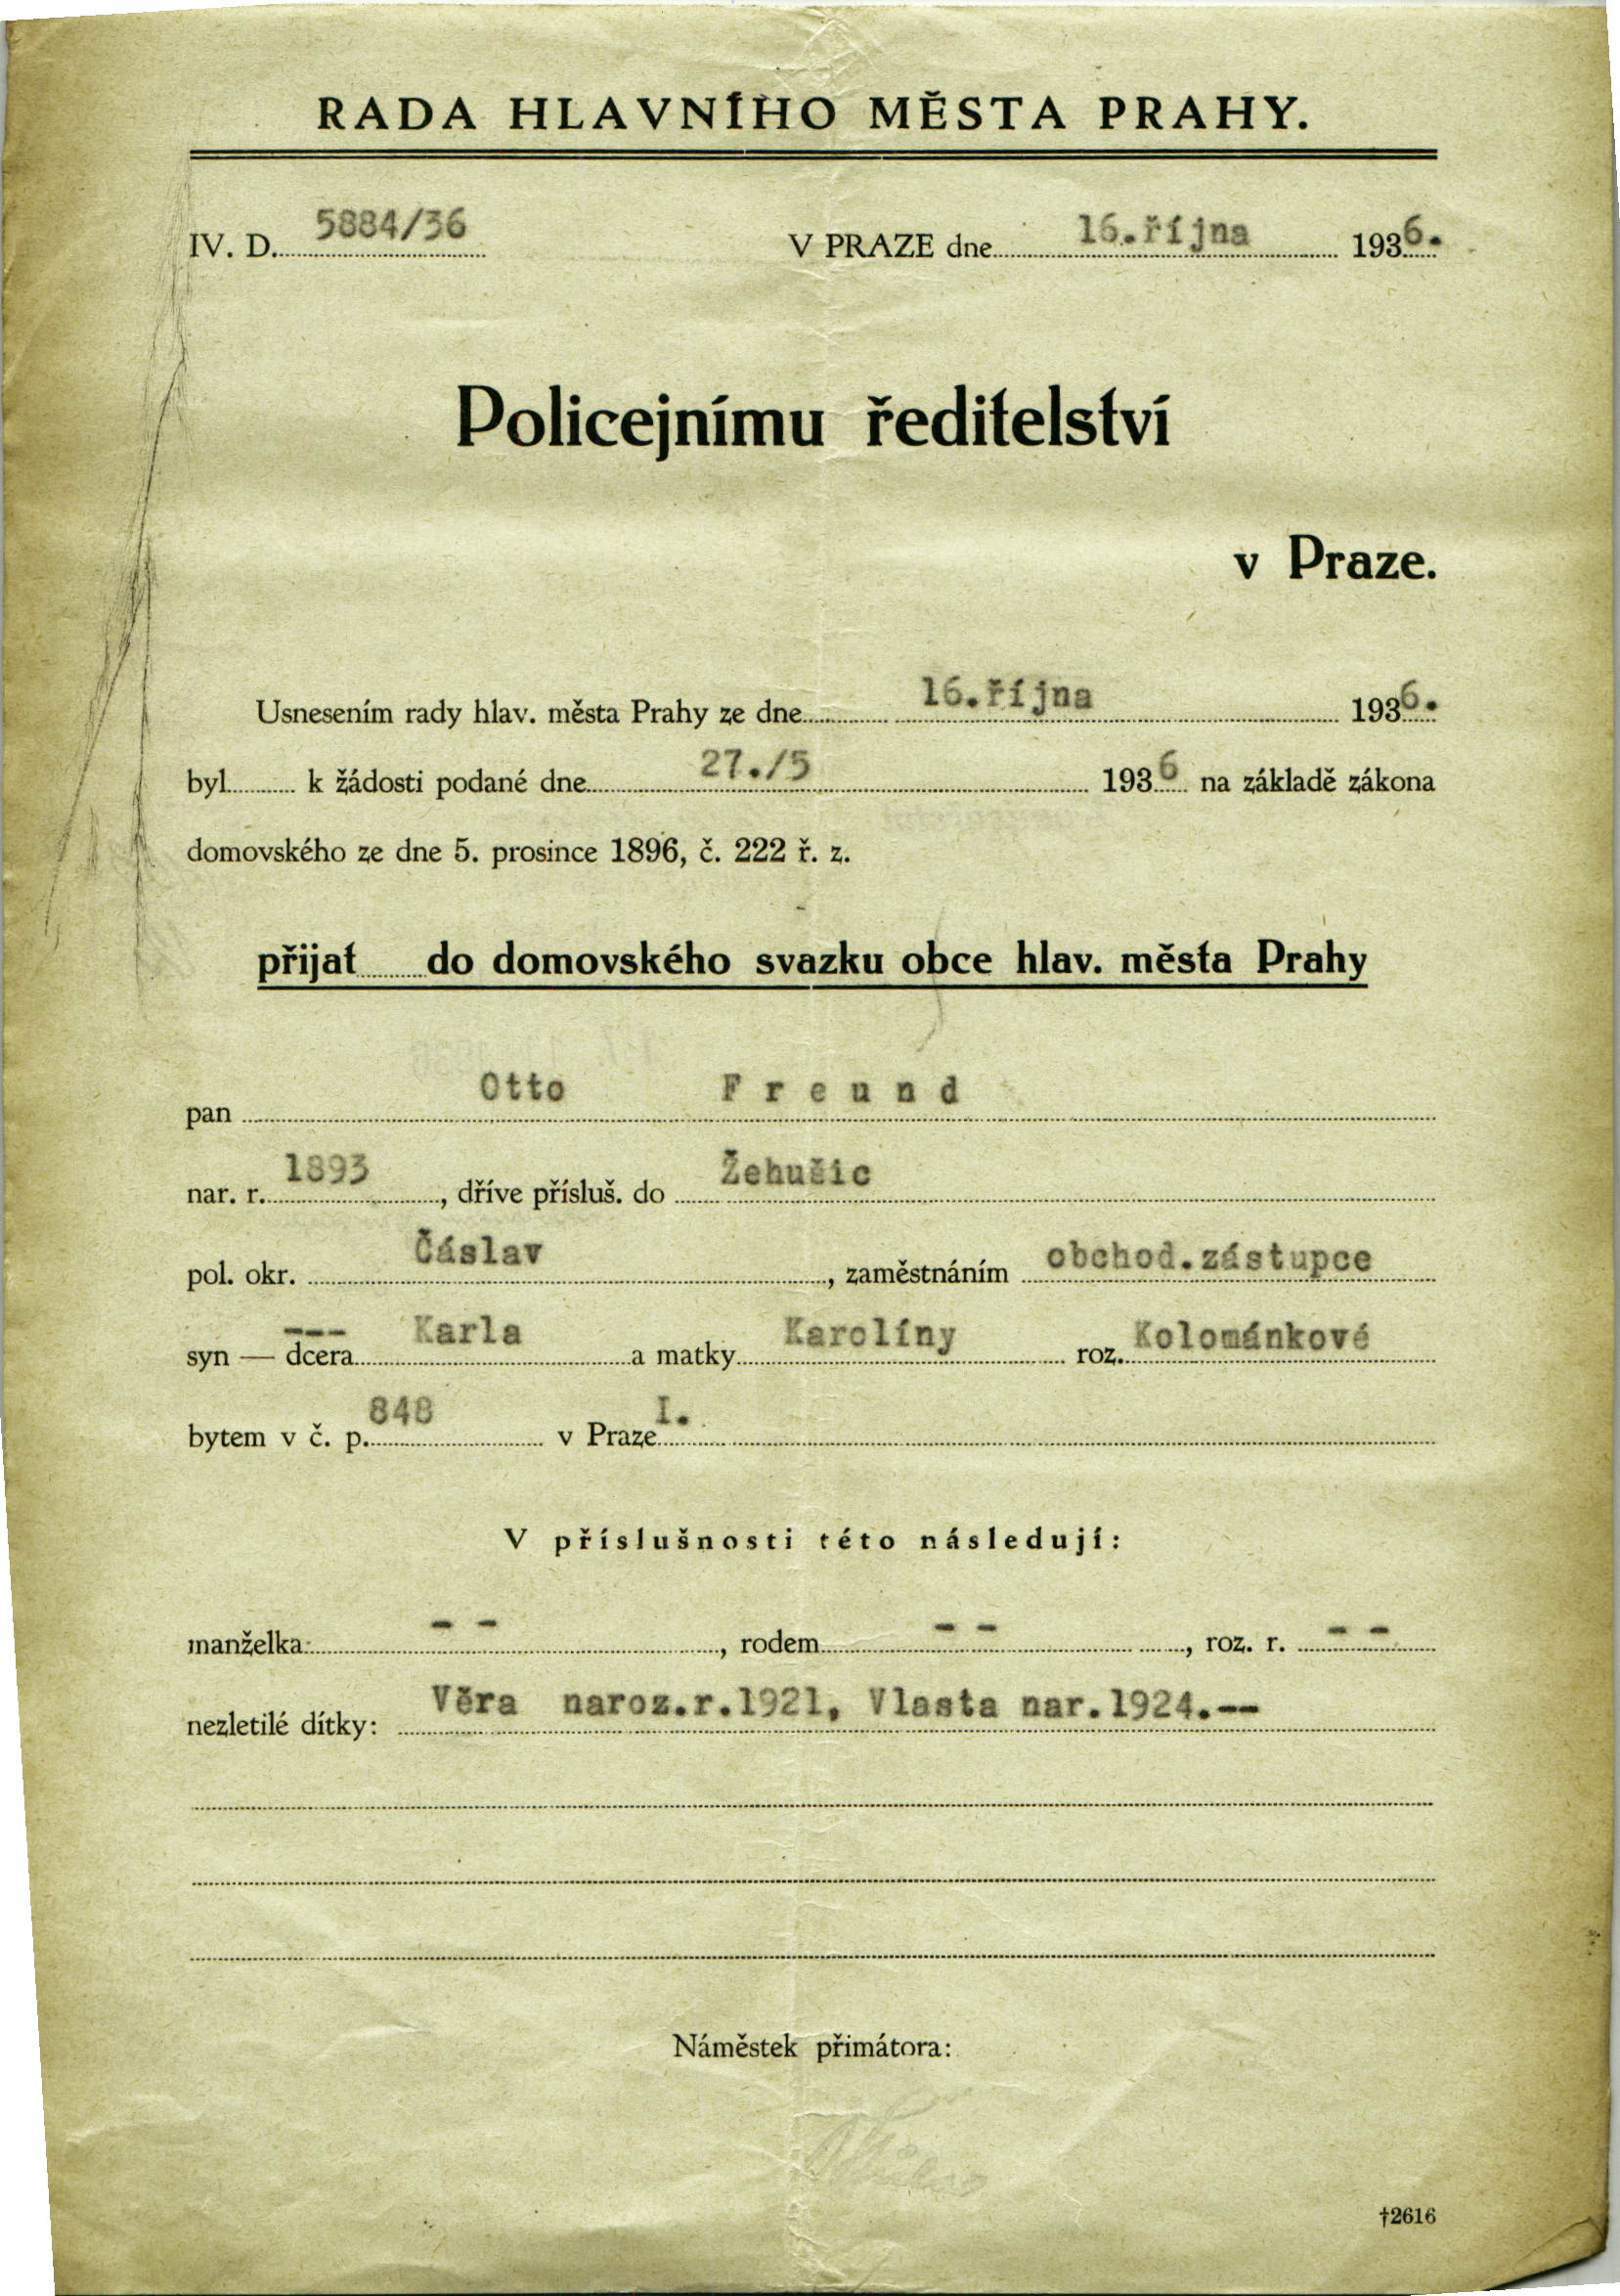 RADA HLAVNÍHO MĚSTA PRAHY.
IV. D. 5884/36 V PRAZE dne 16.října 1936.
Policejnímu ředitelství
v Praze.
Usnesením rady hlav. města Prahy ze dne 16.října 1936.
byl k žádosti podané dne 27./5 1936 na základě zákona
domovského ze dne 5. prosince 1896, č. 222 ř. z.
přijat do domovského svazku obce hlav. města Prahy
pan Otto Freund
nar. r. 1893, dříve přísluš. do Žehušic
pol. okr. Čáslav, zaměstnáním obchod.zástupce
syn — dcera --- Karla a matky Karolíny roz. Kolománkové
bytem v č. p. 848 v Praze I.
V příslušnosti této následují:
manželka: - -, rodem - -, roz. r. - -
nezletilé dítky: Věra naroz.r.1921, Vlasta nar.1924.--
Náměstek přimátora:
†2616